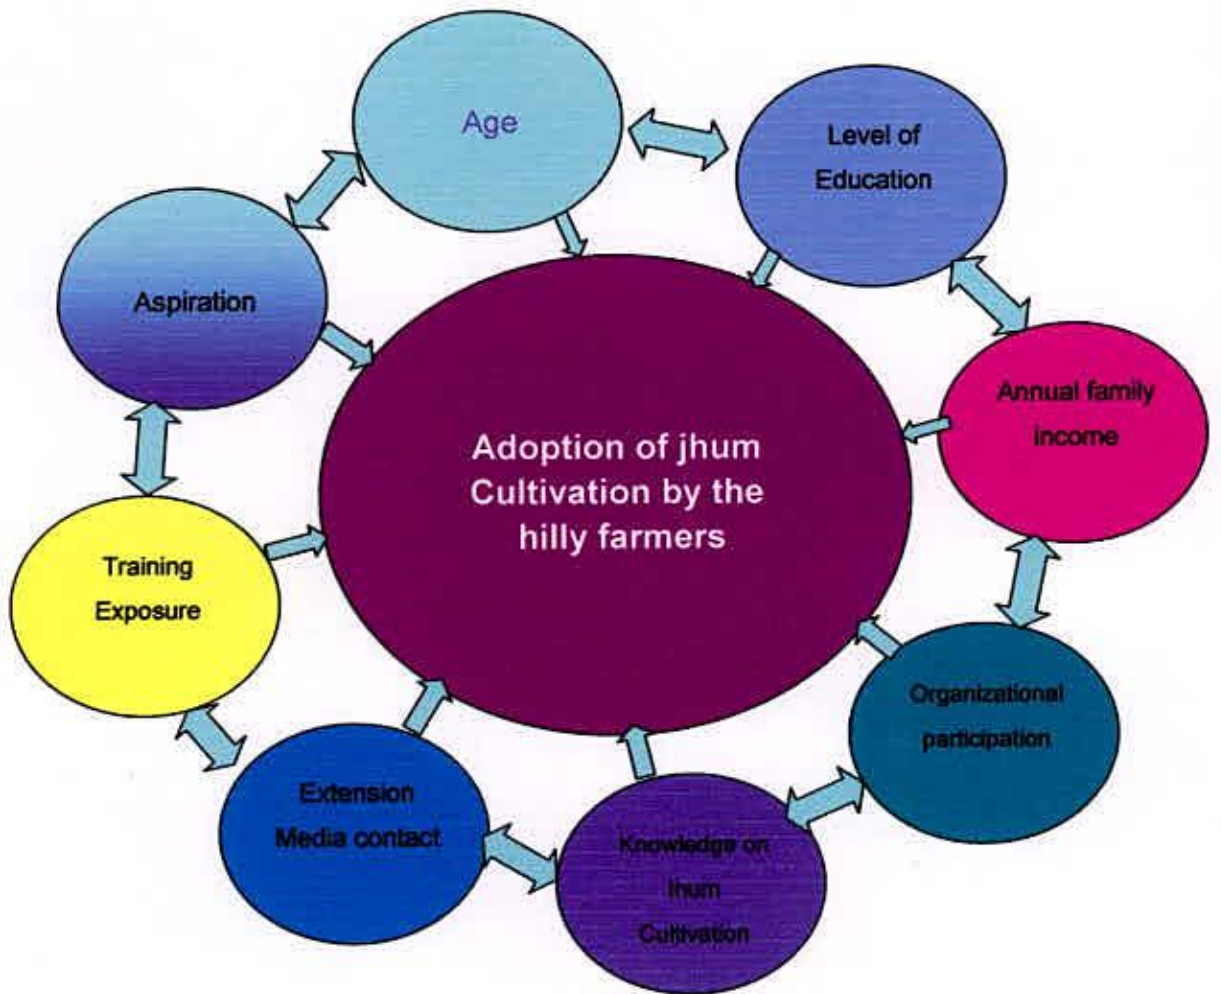 Age
Level of
Education
Aspiration
Annual family
income
Adoption of jhum
Cultivation by the
hilly farmers
Training
Exposure
Organizational
participation
Extension
Media contact
Knowledge on
Jhum
Cultivation